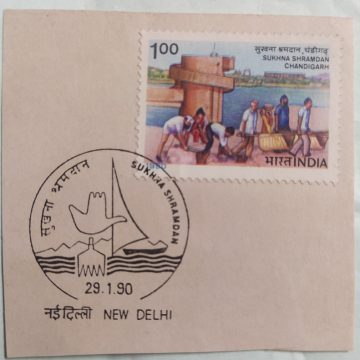 1.00 सुखना श्रमदान, चंडीगढ़
SUKHNA SHRAMDAN
CHANDIGARH
1990
भारत INDIA
सुखना श्रमदान SUKHNA SHRAMDAN
29.1.90
नई दिल्ली NEW DELHI